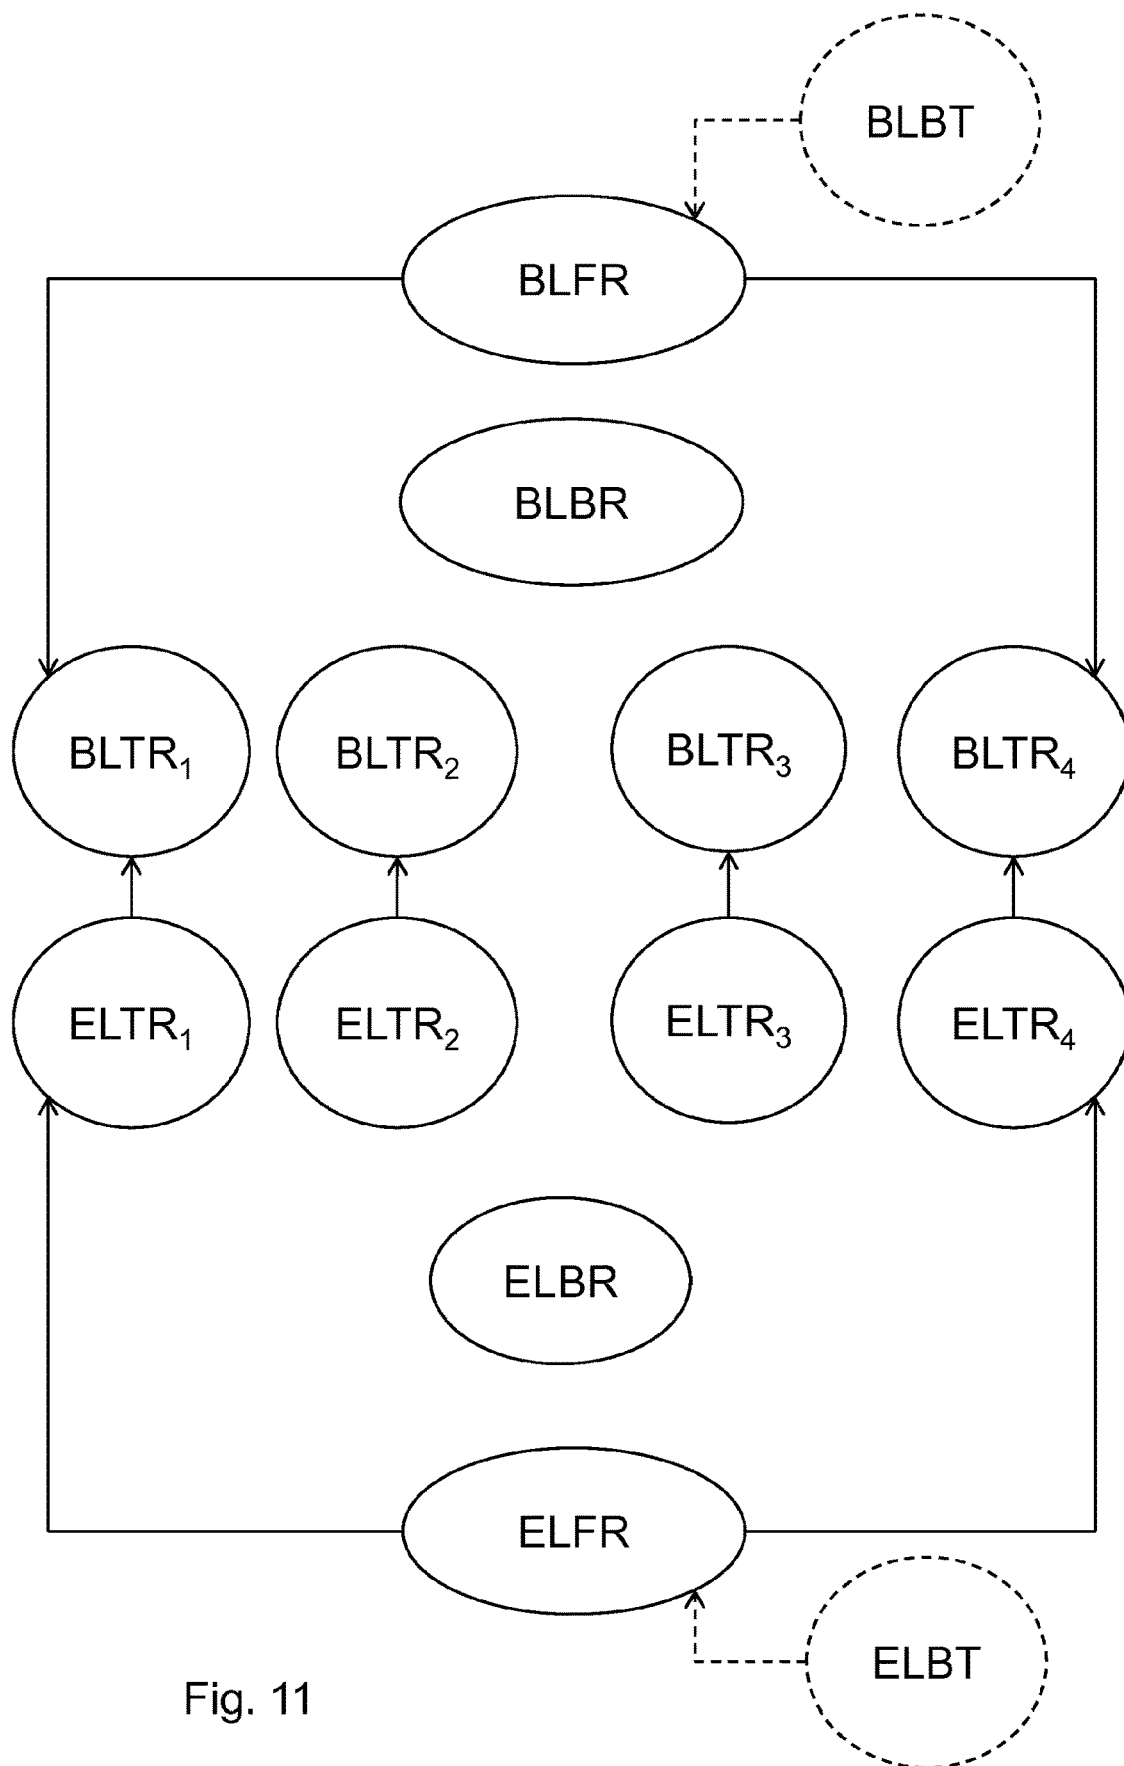 BLBT
BLFR
BLBR
BLTR₁ BLTR₂ BLTR₃ BLTR₄
ELTR₁ ELTR₂ ELTR₃ ELTR₄
ELBR
ELFR
ELBT
Fig. 11